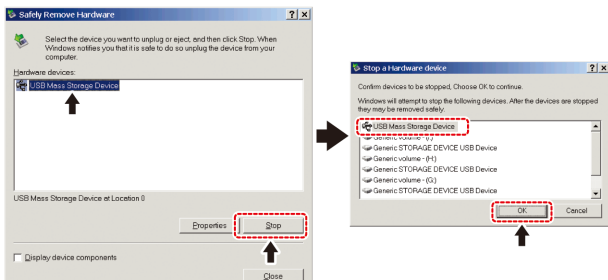 Safely Remove Hardware
Select the device you want to unplug or eject, and then click Stop. When
Windows notifies you that it is safe to do so unplug the device from your
computer.
Hardware devices:
USB Mass Storage Device
USB Mass Storage Device at Location 0
Properties
Stop
Display device components
Close
Stop a Hardware device
Confirm devices to be stopped, Choose OK to continue.
Windows will attempt to stop the following devices. After the devices are stopped
they may be removed safely.
USB Mass Storage Device
Generic volume - (I:)
Generic STORAGE DEVICE USB Device
Generic volume - (H:)
Generic STORAGE DEVICE USB Device
Generic volume - (G:)
Generic STORAGE DEVICE USB Device
OK
Cancel